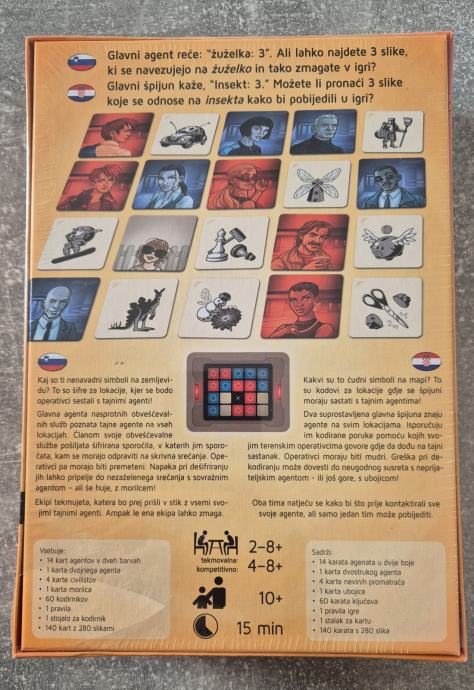 Glavni agent reče: "žuželka: 3". Ali lahko najdete 3 slike,
ki se navezujejo na žuželko in tako zmagate v igri?
Glavni špijun kaže, "Insekt: 3." Možete li pronaći 3 slike
koje se odnose na insekta kako bi pobijedili u igri?
Kaj so ti nenavadni simboli na zemljevi-
du? To so šifre za lokacije, kjer se bodo
operativci sestali s tajnimi agenti!
Glavna agenta nasprotnih obveščeval-
nih služb poznata tajne agente na vseh
lokacijah. Članom svoje obveščevalne
službe pošiljata šifrirana sporočila, v katerih jim sporo-
čata, kam se morajo odpraviti na skrivna srečanja. Ope-
rativci pa morajo biti premeteni. Napaka pri dešifriranju
jih lahko pripelje do nezaželenega srečanja s sovražnim
agentom – ali še huje, z morilcem!
Ekipi tekmujeta, katera bo prej prišli v stik z vsemi svo-
jimi tajnimi agenti. Ampak le ena ekipa lahko zmaga.
Kakvi su to čudni simboli na mapi? To
su kodovi za lokacije gdje se špijuni
moraju sastati s tajnim agentima!
Dva suprostavljena glavna špijuna znaju
agente na svim lokacijama. Isporučuju
im kodirane poruke pomoću kojih svo-
jim terenskim operativcima govore gdje da dođu na tajni
sastanak. Operativci moraju biti mudri. Greška pri de-
kodiranju može dovesti do neugodnog susreta s neprija-
teljskim agentom – ili još gore, s ubojicom!
Oba tima natječu se kako bi što prije kontaktirali sve
svoje agente, ali samo jedan tim može pobijediti.
Vsebuje:
• 14 kart agentov v dveh barvah
• 1 karta dvojnega agenta
• 4 karte civilistov
• 1 karta morilca
• 60 kodirnikov
• 1 pravila
• 1 stojalo za kodirnik
• 140 kart z 280 slikami
2–8+
tekmovalna:
kompetitivno:
4–8+
10+
15 min
Sadrži:
• 14 karata agenata u dvije boje
• 1 karta dvostrukog agenta
• 4 karte nevinih promatrača
• 1 karta ubojice
• 60 karata ključeva
• 1 pravila igre
• 1 stalak za kartu
• 140 karata s 280 slika